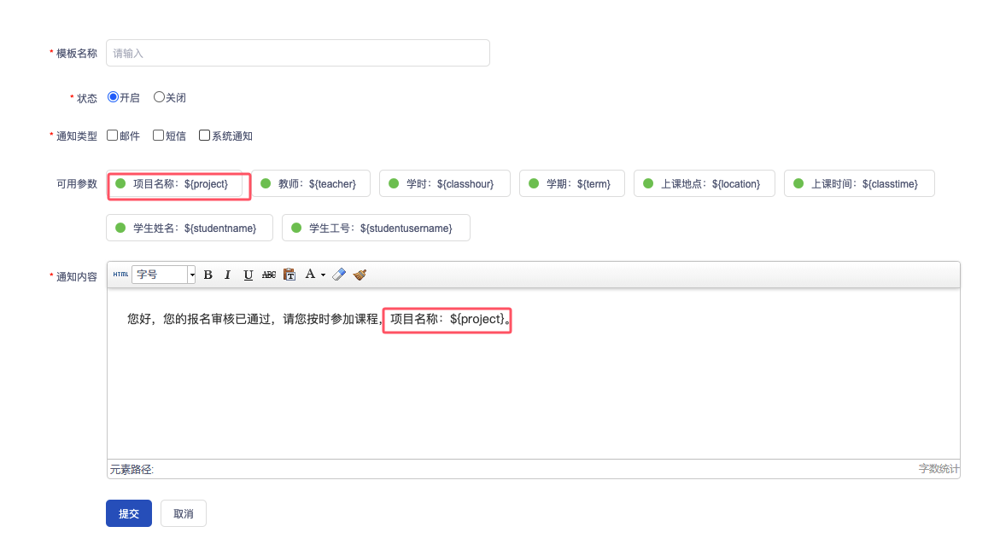 * 模板名称 请输入
* 状态 开启 关闭
* 通知类型 邮件 短信 系统通知
可用参数 项目名称：${project} 教师：${teacher} 学时：${classhour} 学期：${term} 上课地点：${location} 上课时间：${classtime}
学生姓名：${studentname} 学生工号：${studentusername}
* 通知内容 HTML 字号 B I U ABC T A
您好，您的报名审核已通过，请您按时参加课程，项目名称：${project}。
元素路径: 字数统计
提交 取消